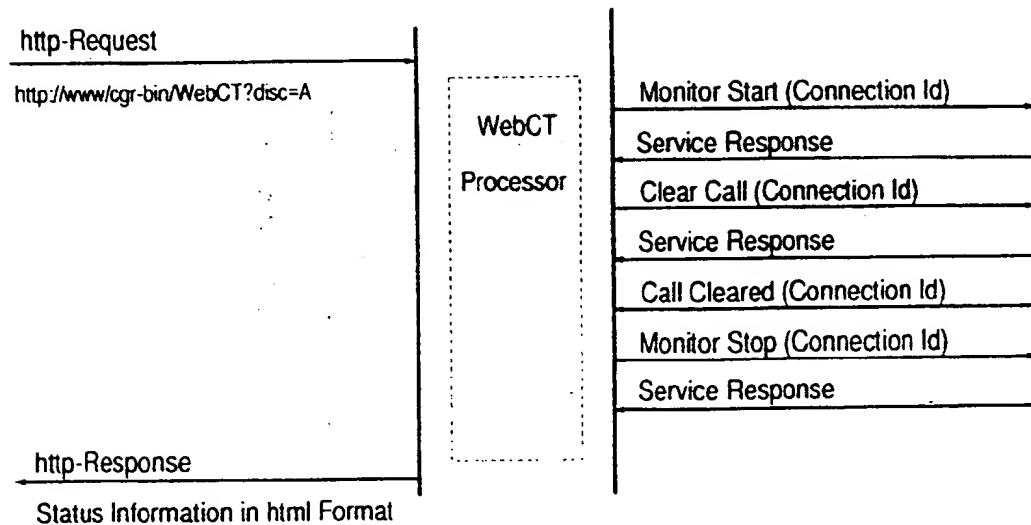 http-Request
http://www/cgr-bin/WebCT?disc=A
WebCT
Processor
Monitor Start (Connection Id)
Service Response
Clear Call (Connection Id)
Service Response
Call Cleared (Connection Id)
Monitor Stop (Connection Id)
Service Response
http-Response
Status Information in html Format